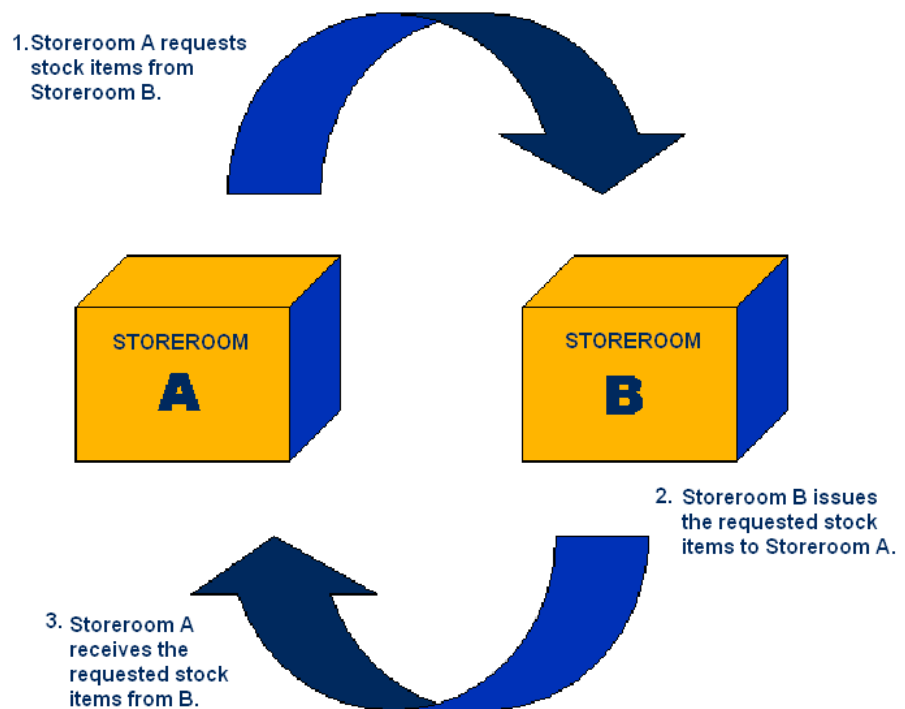 1. Storeroom A requests
stock items from
Storeroom B.
STOREROOM
A
STOREROOM
B
2. Storeroom B issues
the requested stock
items to Storeroom A.
3. Storeroom A
receives the
requested stock
items from B.